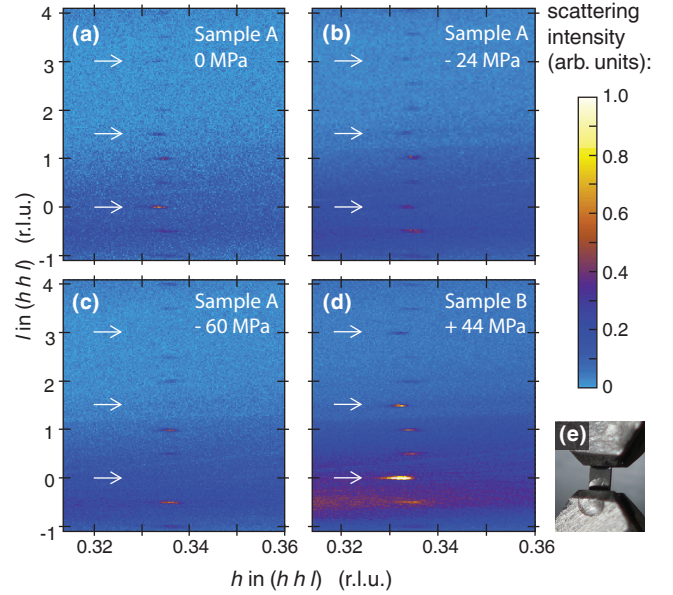 scattering
intensity
(arb. units):
1.0
0.8
0.6
0.4
0.2
0
(a)
Sample A
0 MPa
(b)
Sample A
- 24 MPa
4
3
2
1
0
-1
(c)
Sample A
- 60 MPa
(d)
Sample B
+ 44 MPa
4
3
2
1
0
-1
l in (h h l) (r.l.u.)
0.32
0.34
0.36
0.32
0.34
0.36
h in (h h l) (r.l.u.)
(e)